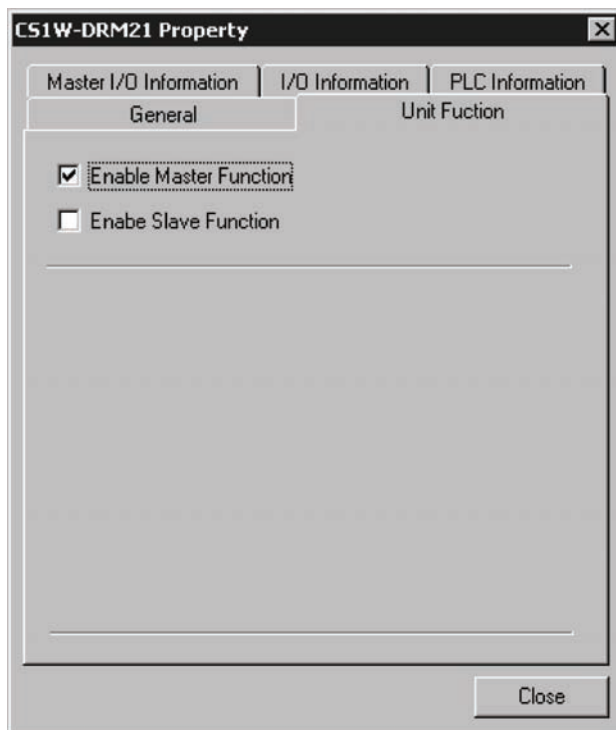 CS1W-DRM21 Property
Master I/O Information
I/O Information
PLC Information
General
Unit Fuction
Enable Master Function
Enabe Slave Function
Close